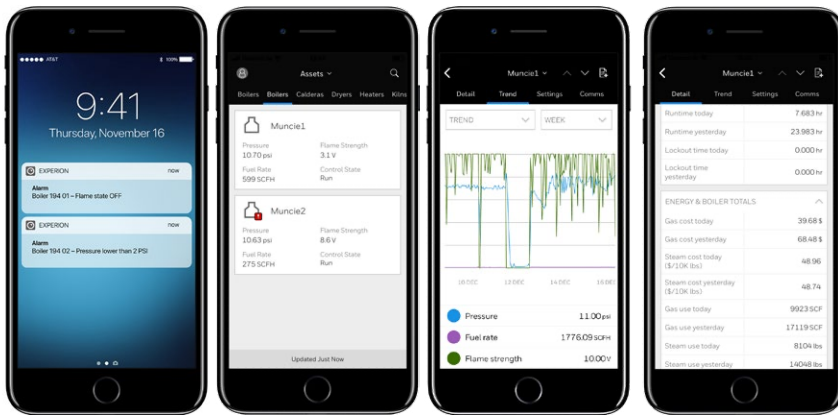 AT&T
100%
9:41
Thursday, November 16
EXPERION now
Alarm
Boiler 194 01 – Flame state OFF
EXPERION now
Alarm
Boiler 194 02 – Pressure lower than 2 PSI
Assets
Boilers Boilers Calderas Dryers Heaters Kilns
Muncie1
Pressure Flame Strength
10.70 psi 3.1 V
Fuel Rate Control State
599 SCFH Run
Muncie2
Pressure Flame Strength
10.63 psi 8.6 V
Fuel Rate Control State
275 SCFH Run
Updated Just Now
Muncie1
Detail Trend Settings Comms
TREND WEEK
10 DEC 12 DEC 14 DEC 16 DEC
Pressure 11.00 psi
Fuel rate 1776.09 SCFH
Flame strength 10.00 V
Muncie1
Detail Trend Settings Comms
Runtime today 7.683 hr
Runtime yesterday 23.983 hr
Lockout time today 0.000 hr
Lockout time
yesterday 0.000 hr
ENERGY & BOILER TOTALS
Gas cost today 39.68 $
Gas cost yesterday 68.48 $
Steam cost today
($/10K lbs) 48.96
Steam cost yesterday
($/10K lbs) 48.74
Gas use today 9923 SCF
Gas use yesterday 17119 SCF
Steam use today 8104 lbs
Steam use yesterday 14048 lbs